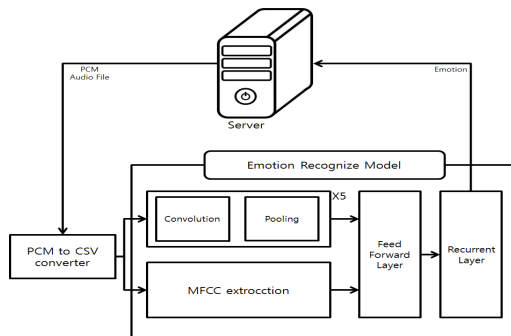 PCM
Audio File
Emotion
Server
Emotion Recognize Model
X5
Convolution
Pooling
PCM to CSV
converter
MFCC extrocction
Feed
Forward
Layer
Recurrent
Layer